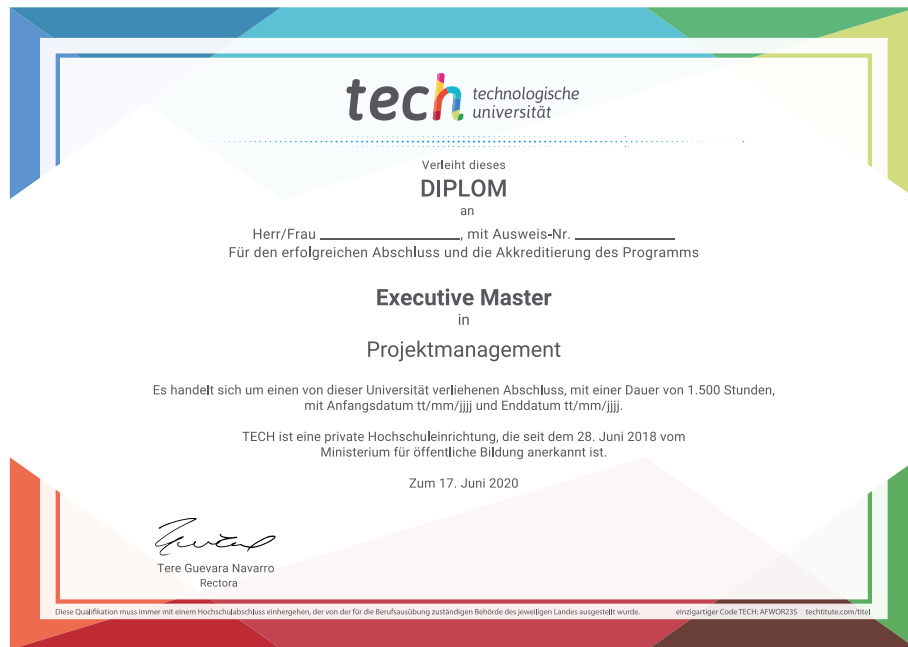 tech technologische
universität
Verleiht dieses
DIPLOM
an
Herr/Frau ____________________, mit Ausweis-Nr. ______________
Für den erfolgreichen Abschluss und die Akkreditierung des Programms
Executive Master
in
Projektmanagement
Es handelt sich um einen von dieser Universität verliehenen Abschluss, mit einer Dauer von 1.500 Stunden,
mit Anfangsdatum tt/mm/jjjj und Enddatum tt/mm/jjjj.
TECH ist eine private Hochschuleinrichtung, die seit dem 28. Juni 2018 vom
Ministerium für öffentliche Bildung anerkannt ist.
Zum 17. Juni 2020
Tere Guevara Navarro
Rectora
Diese Qualifikation muss immer mit einem Hochschulabschluss einhergehen, der von der für die Berufsausübung zuständigen Behörde des jeweiligen Landes ausgestellt wurde. einzigartiger Code TECH: AFWOR23S techtitute.com/titel